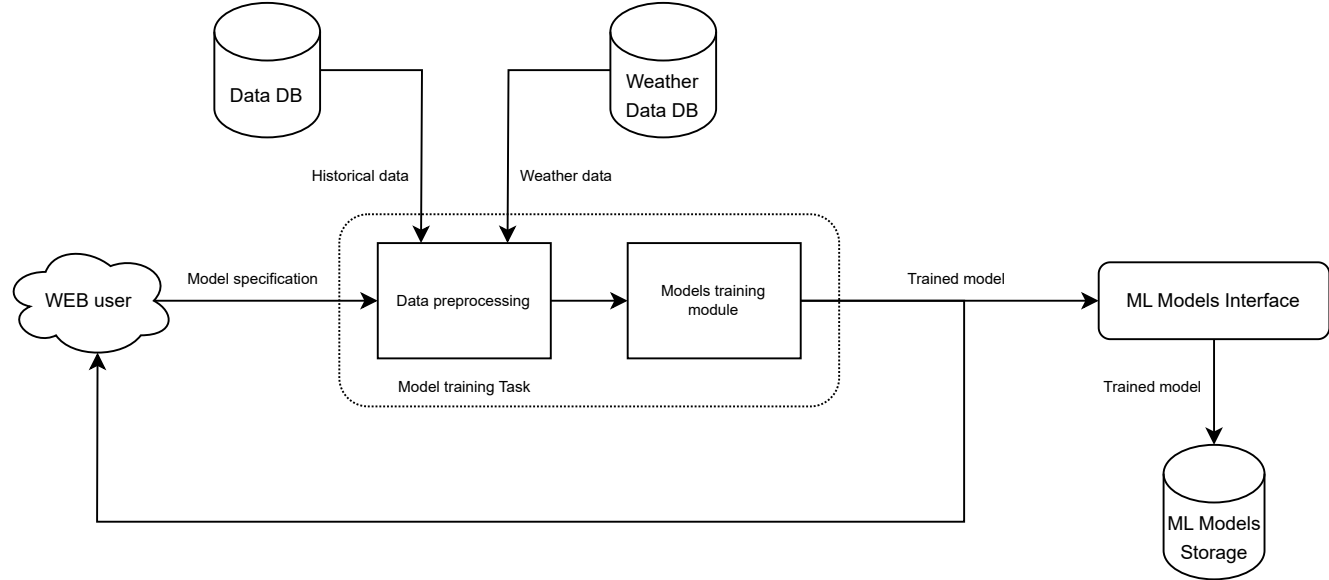 Data DB
Weather
Data DB
Historical data
Weather data
WEB user
Model specification
Data preprocessing
Models training
module
Trained model
ML Models Interface
Model training Task
Trained model
ML Models
Storage